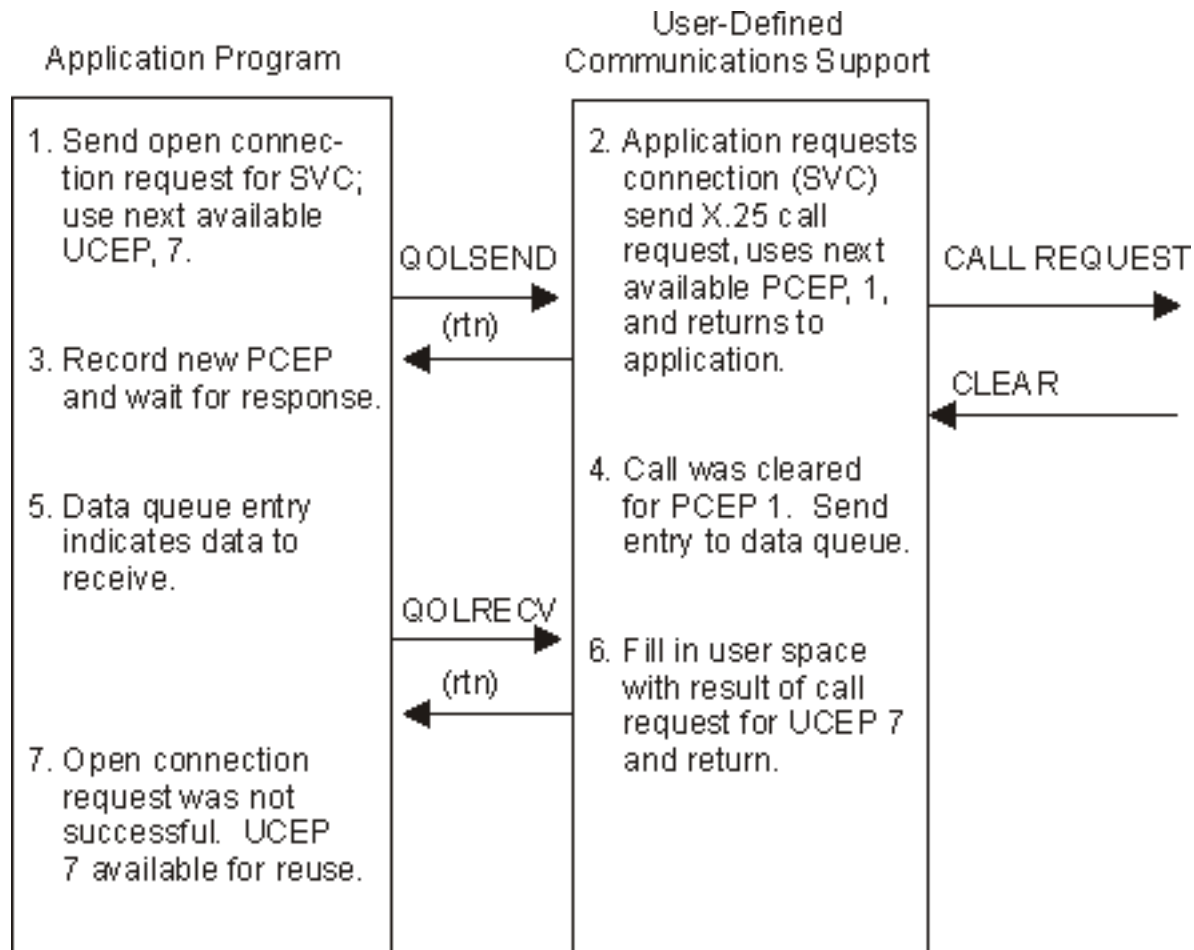 Application Program
User-Defined
Communications Support
1. Send open connec-
tion request for SVC;
use next available
UCEP, 7.
QOLSEND
(rtn)
2. Application requests
connection (SVC)
send X.25 call
request, uses next
available PCEP, 1,
and returns to
application.
CALL REQUEST
CLEAR
3. Record new PCEP
and wait for response.
4. Call was cleared
for PCEP 1. Send
entry to data queue.
5. Data queue entry
indicates data to
receive.
QOLRECV
(rtn)
6. Fill in user space
with result of call
request for UCEP 7
and return.
7. Open connection
request was not
successful. UCEP
7 available for reuse.